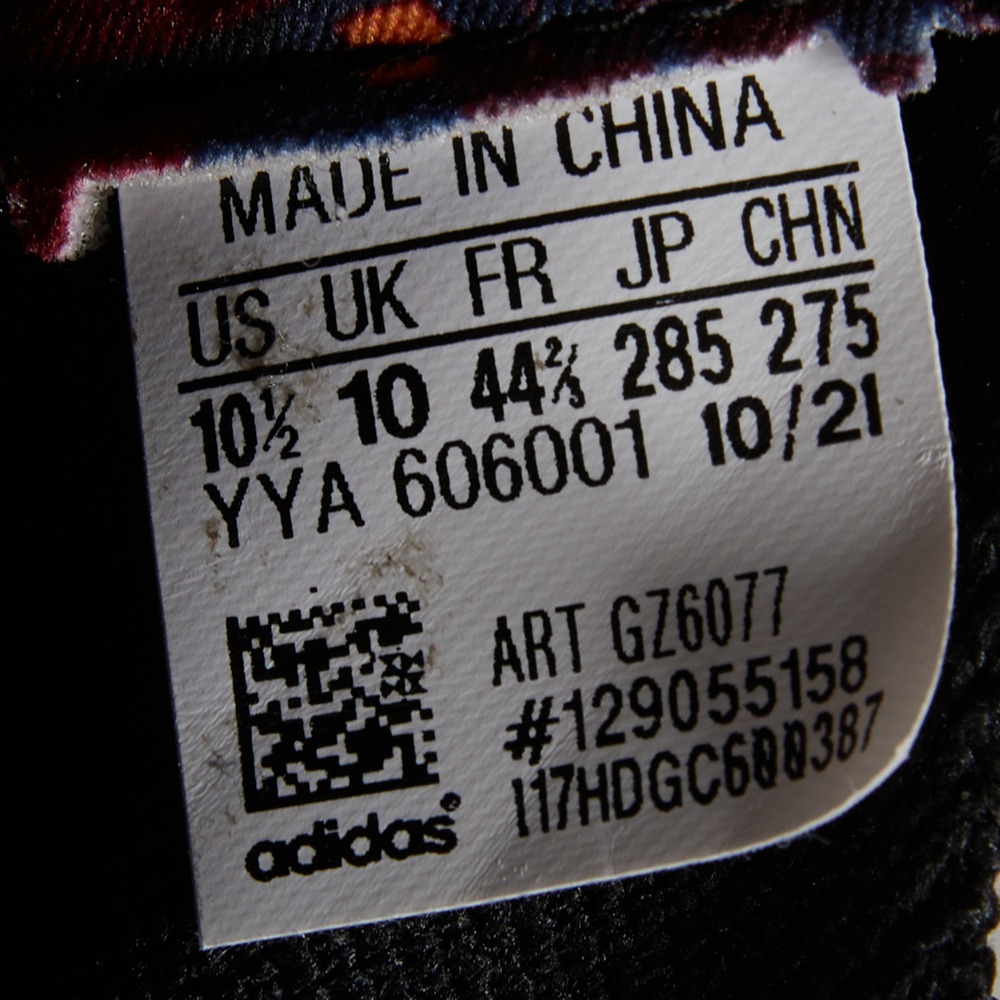 MADE IN CHINA
US UK FR JP CHN
10½ 10 44⅔ 285 275
YYA 606001 10/21
ART GZ6077
#129055158
I17HDGC600387
adidas®